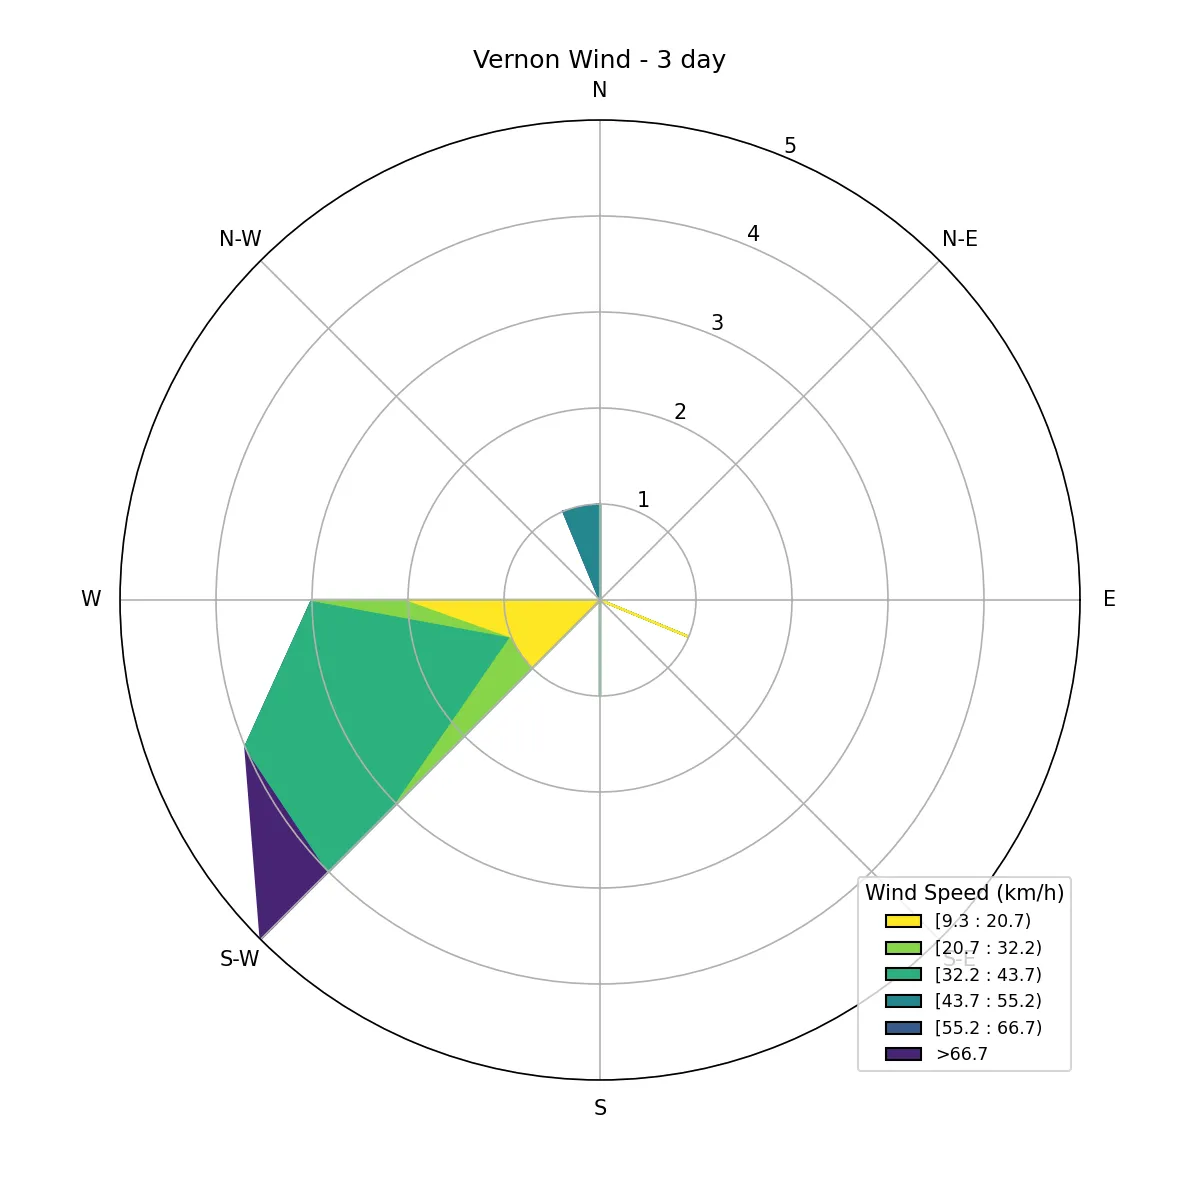 Vernon Wind - 3 day
N
5
N-W
N-E
4
3
2
1
W
E
S-W
S-E
Wind Speed (km/h)
[9.3 : 20.7)
[20.7 : 32.2)
[32.2 : 43.7)
[43.7 : 55.2)
[55.2 : 66.7)
>66.7
S